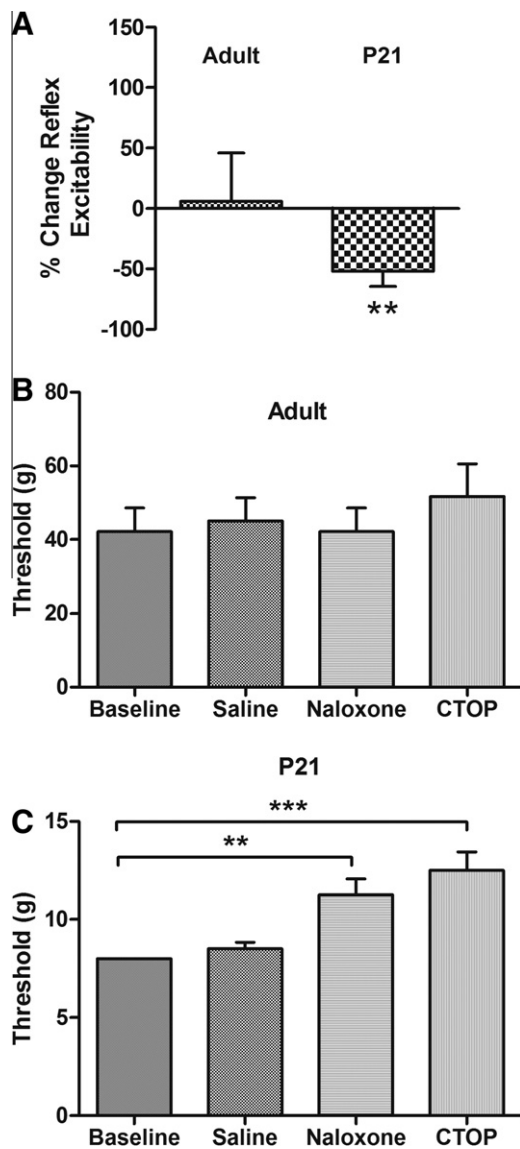 A
150
100
50
0
-50
-100
% Change Reflex
Excitability
Adult P21
**
B
80
60
40
20
0
Threshold (g)
Adult
Baseline Saline Naloxone CTOP
P21
C
15
10
5
0
Threshold (g)
***
**
Baseline Saline Naloxone CTOP